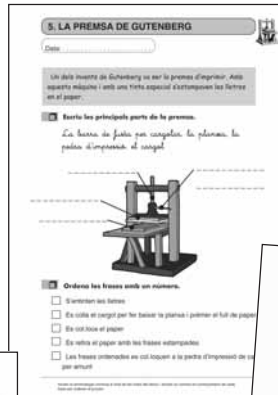 5. LA PREMSA DE GUTENBERG
Data
Un dels invents de Gutenberg va ser la premsa d'imprimir. Amb
aquesta màquina i amb una tinta especial s'estampaven les lletres
en el paper.
Escriu les principals parts de la premsa.
La barra de fusta per cargolar, la planxa, la
pedra d'impressió, el cargol
Ordena les frases amb un número.
S'entinten les lletres
Es colla el cargol per fer baixar la planxa i prémer el full de paper
Es col·loca el paper
Es retira el paper amb les frases estampades
Les frases ordenades es col·loquen a la pedra d'impressió de ca
per amunt